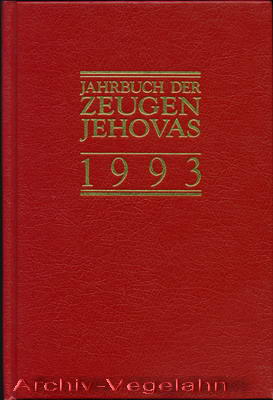 JAHRBUCH DER
ZEUGEN
JEHOVAS
1993
Archiv-Vegelahn